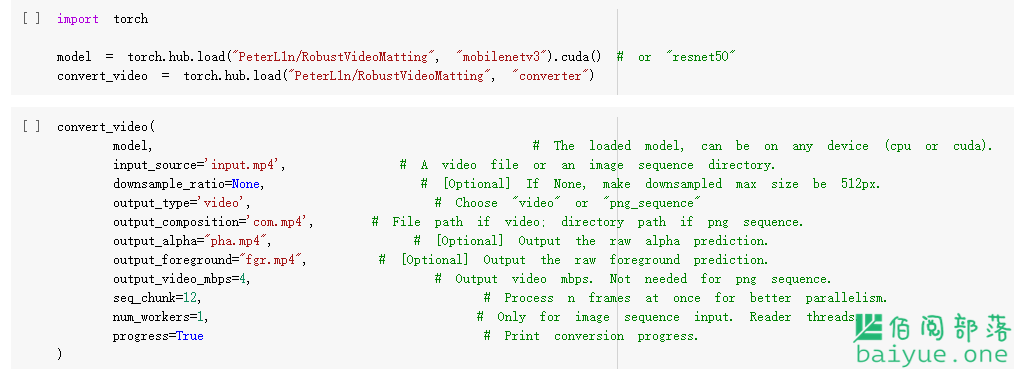 [ ] import torch
model = torch.hub.load("PeterL1n/RobustVideoMatting", "mobilenetv3").cuda() # or "resnet50"
convert_video = torch.hub.load("PeterL1n/RobustVideoMatting", "converter")
[ ] convert_video(
model, # The loaded model, can be on any device (cpu or cuda).
input_source='input.mp4', # A video file or an image sequence directory.
downsample_ratio=None, # [Optional] If None, make downsampled max size be 512px.
output_type='video', # Choose "video" or "png_sequence"
output_composition='com.mp4', # File path if video; directory path if png sequence.
output_alpha="pha.mp4", # [Optional] Output the raw alpha prediction.
output_foreground="fgr.mp4", # [Optional] Output the raw foreground prediction.
output_video_mbps=4, # Output video mbps. Not needed for png sequence.
seq_chunk=12, # Process n frames at once for better parallelism.
num_workers=1, # Only for image sequence input. Reader threads
progress=True # Print conversion progress.
)
佰阅部落
baiyue.one